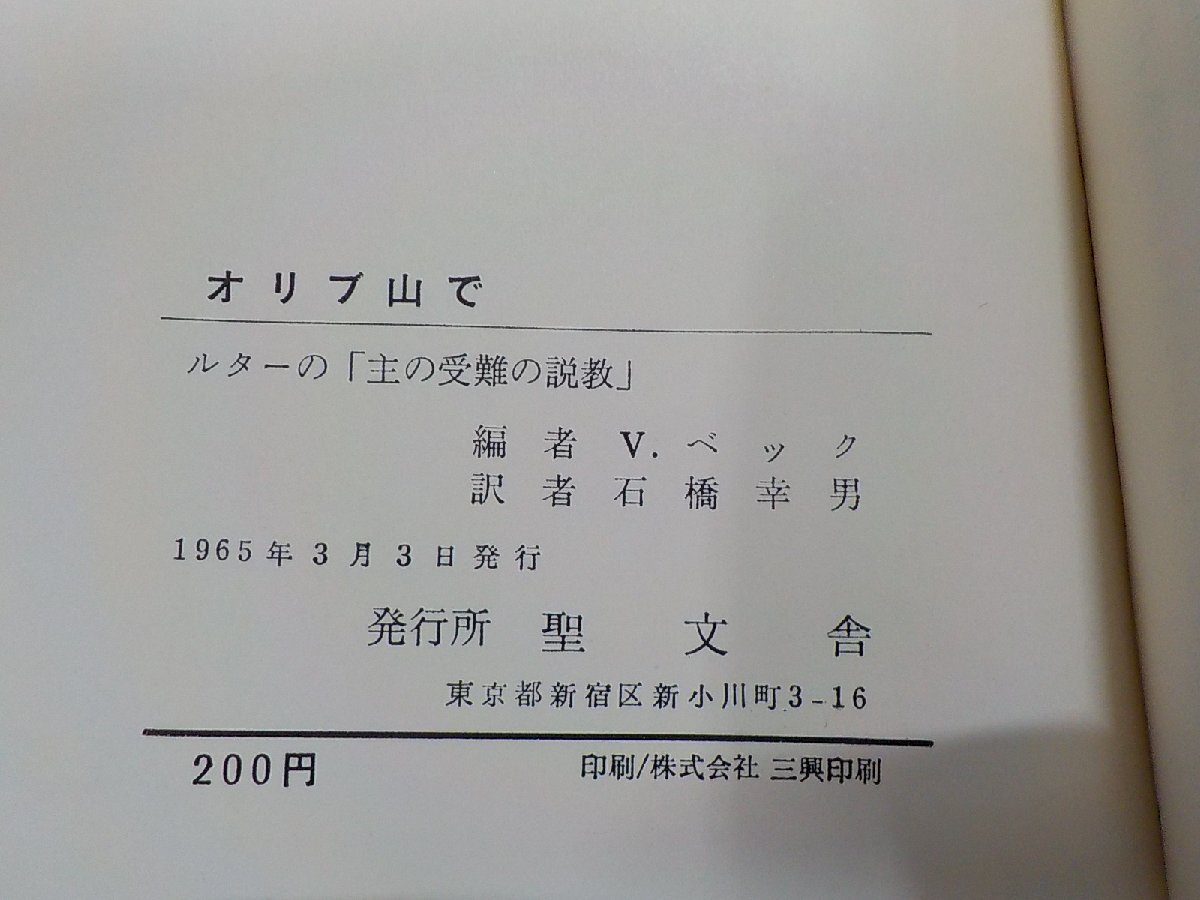 オリブ山で
ルターの「主の受難の説教」
編者 V. ベック
訳者 石橋幸男
1965年3月3日発行
発行所 聖文舎
東京都新宿区新小川町3-16
200円 印刷/株式会社 三興印刷